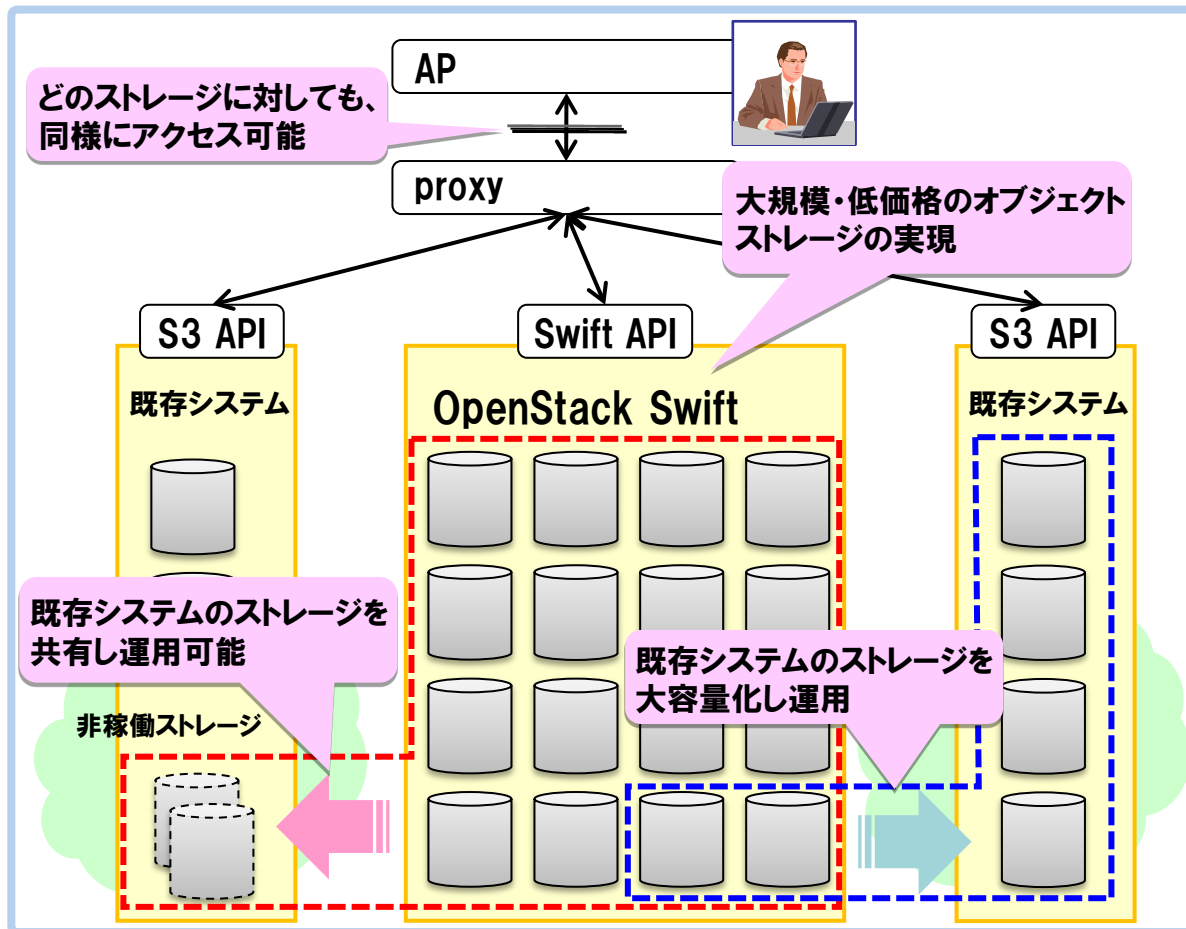 AP
どのストレージに対しても、
同様にアクセス可能
proxy
大規模・低価格のオブジェクト
ストレージの実現
S3 API
Swift API
S3 API
既存システム
OpenStack Swift
既存システム
既存システムのストレージを
共有し運用可能
既存システムのストレージを
大容量化し運用
非稼働ストレージ